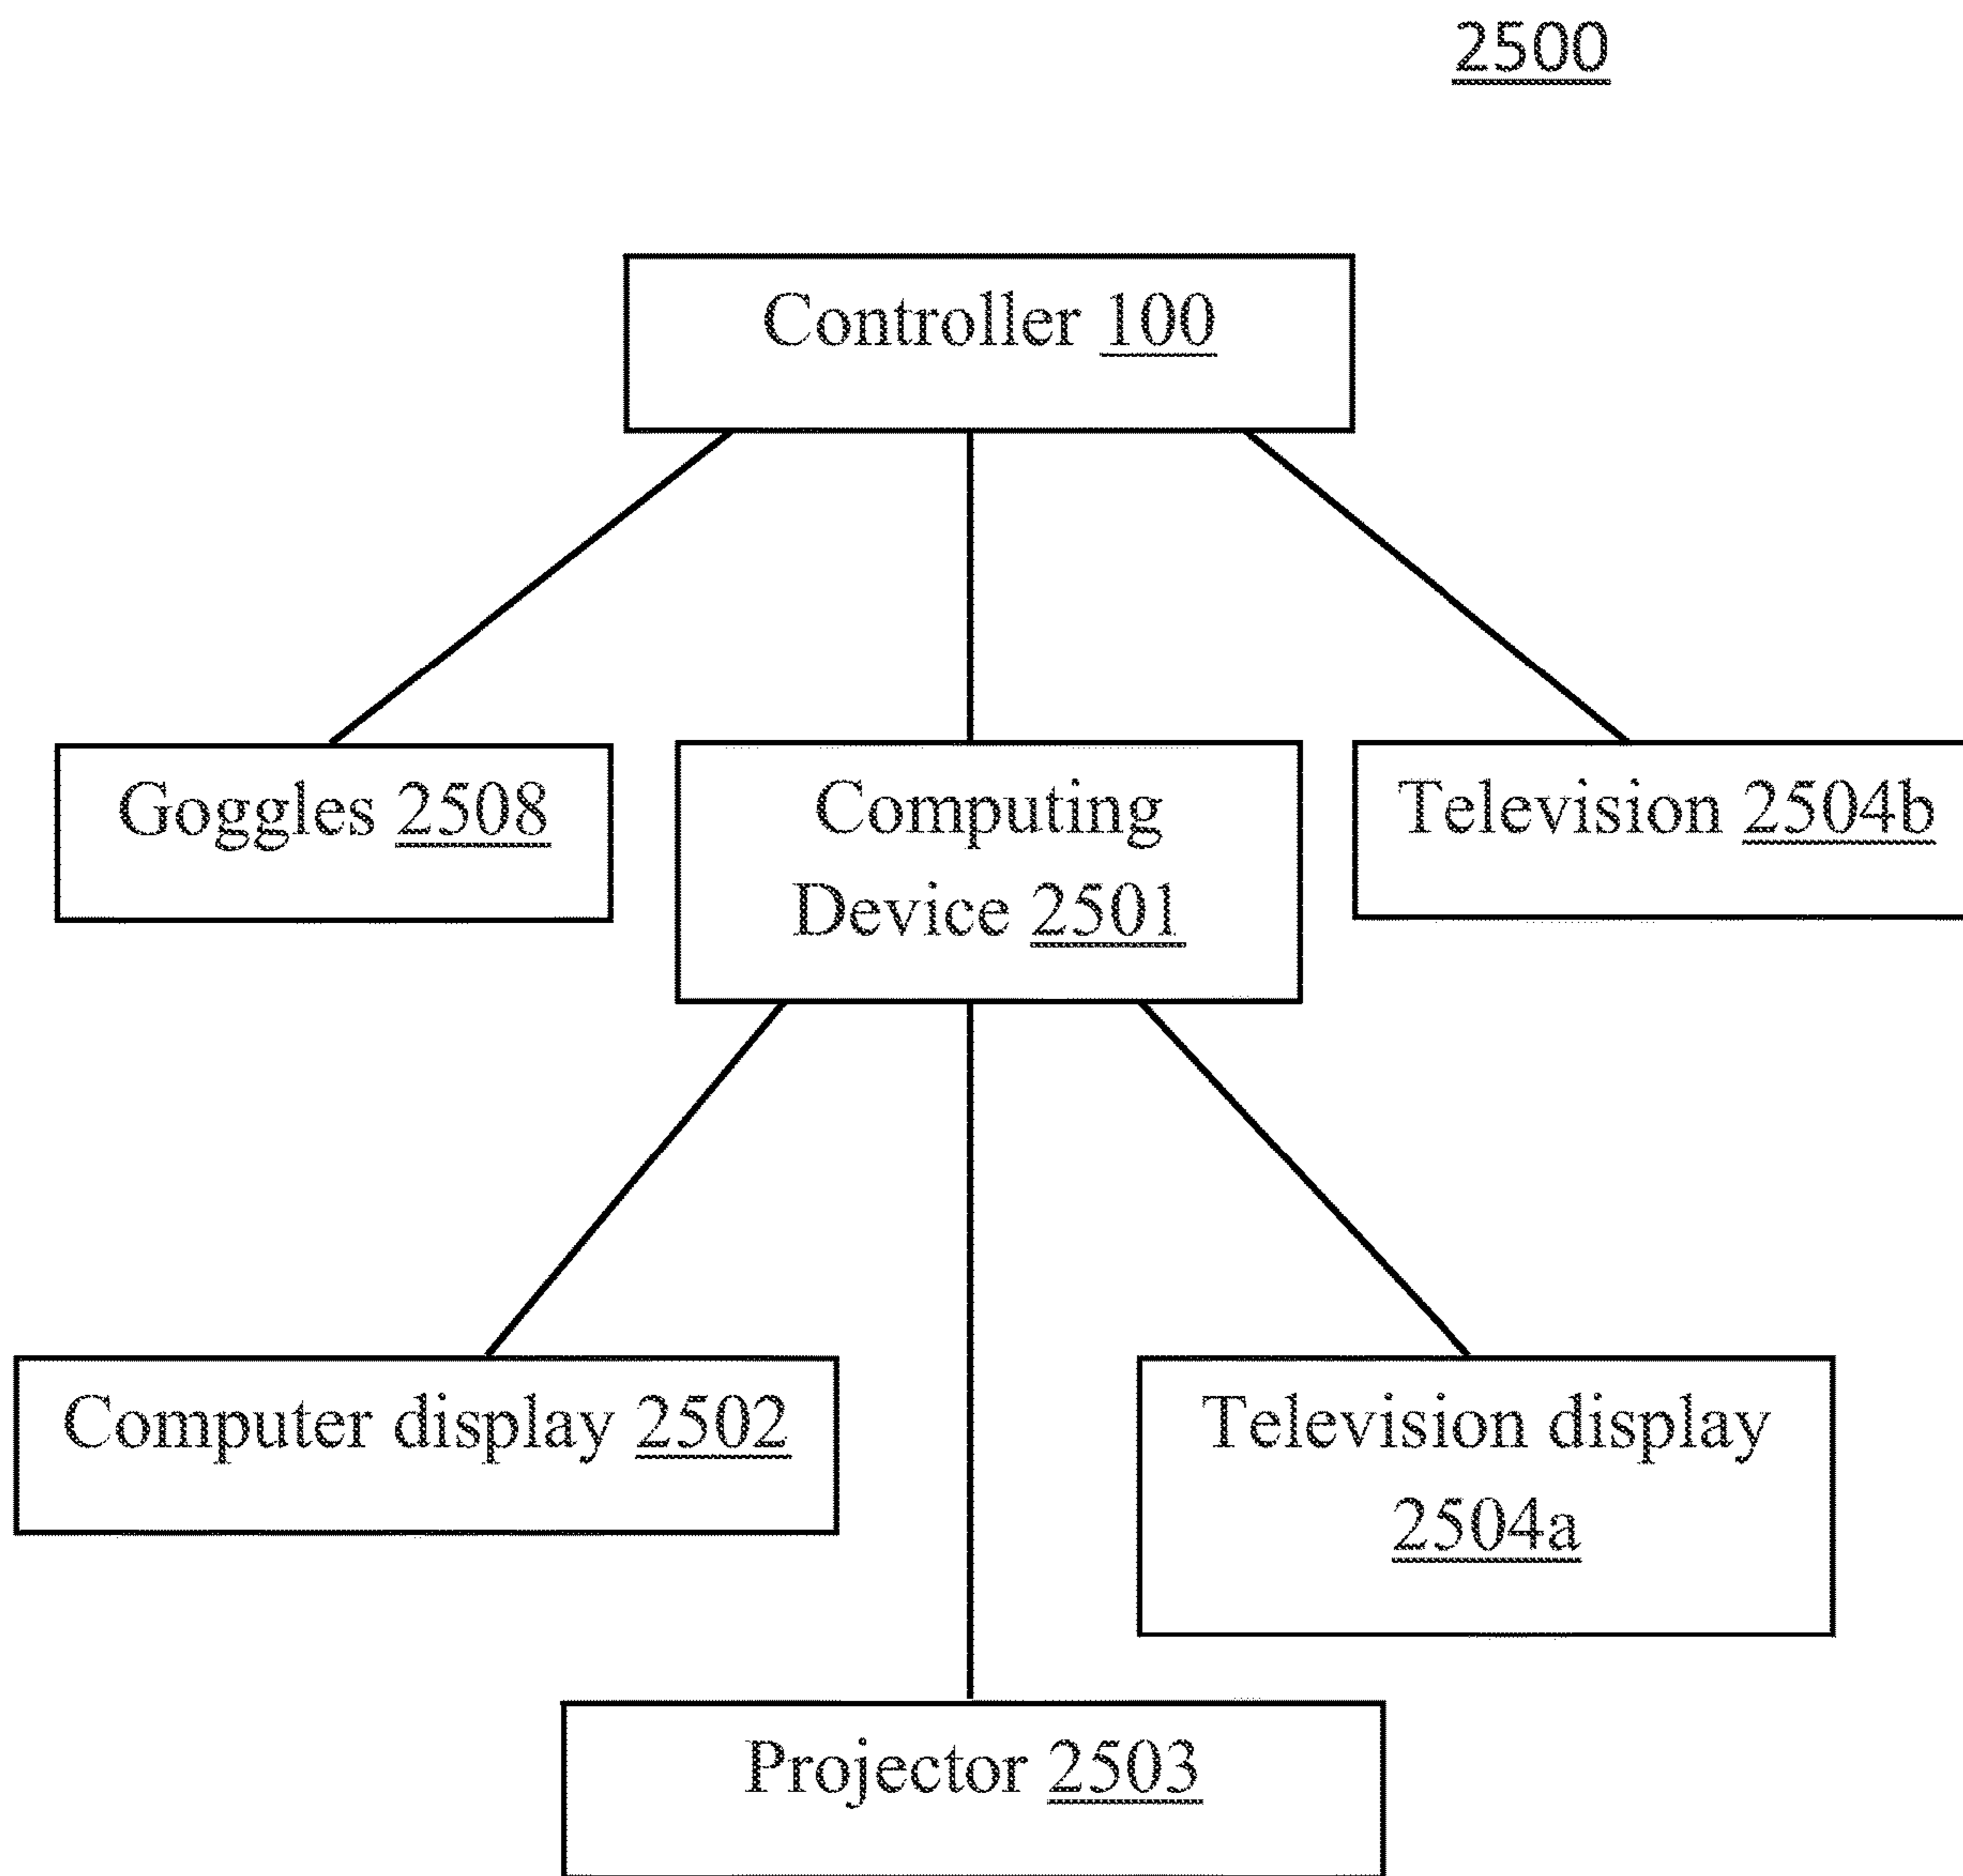 2500
Controller 100
Goggles 2508
Computing
Device 2501
Television 2504b
Computer display 2502
Television display
2504a
Projector 2503